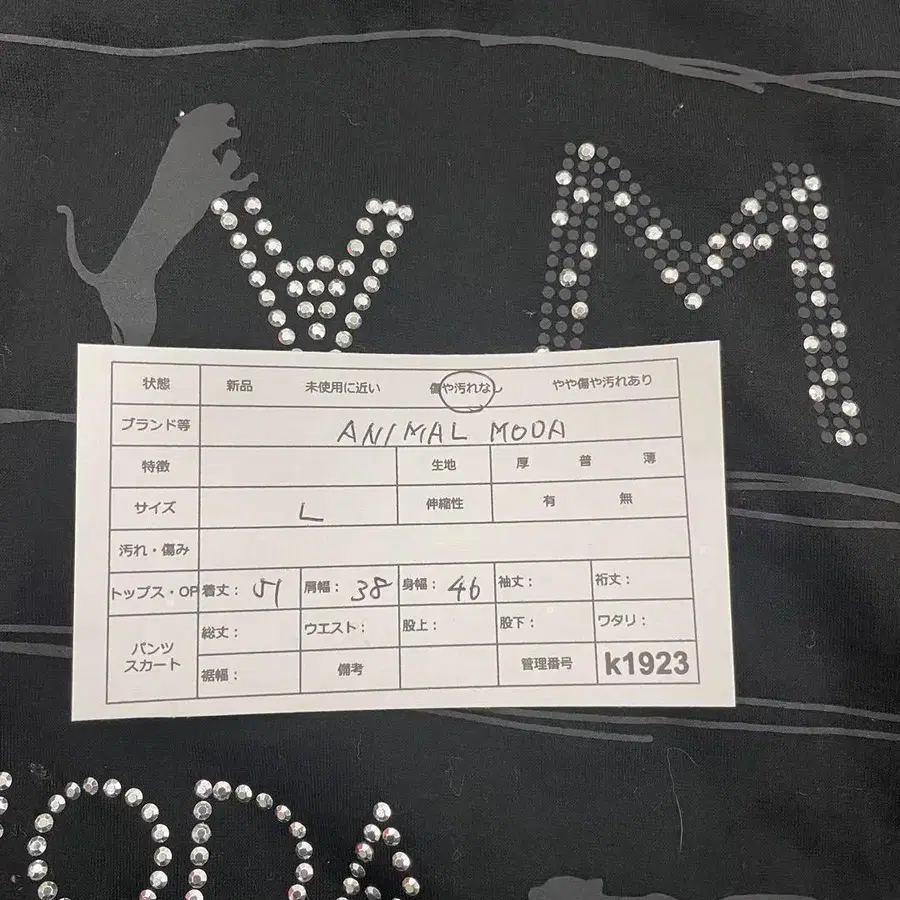 M
状態 新品 未使用に近い 傷や汚れなし やや傷や汚れあり
ブランド等 ANIMAL MODA
特徴 生地 厚 普 薄
サイズ L 伸縮性 有 無
汚れ・傷み
トップス・OP 着丈： 51 肩幅： 38 身幅： 46 袖丈： 裄丈：
パンツ スカート 総丈： ウエスト： 股上： 股下： ワタリ：
裾幅： 備考 管理番号 k1923
ODA